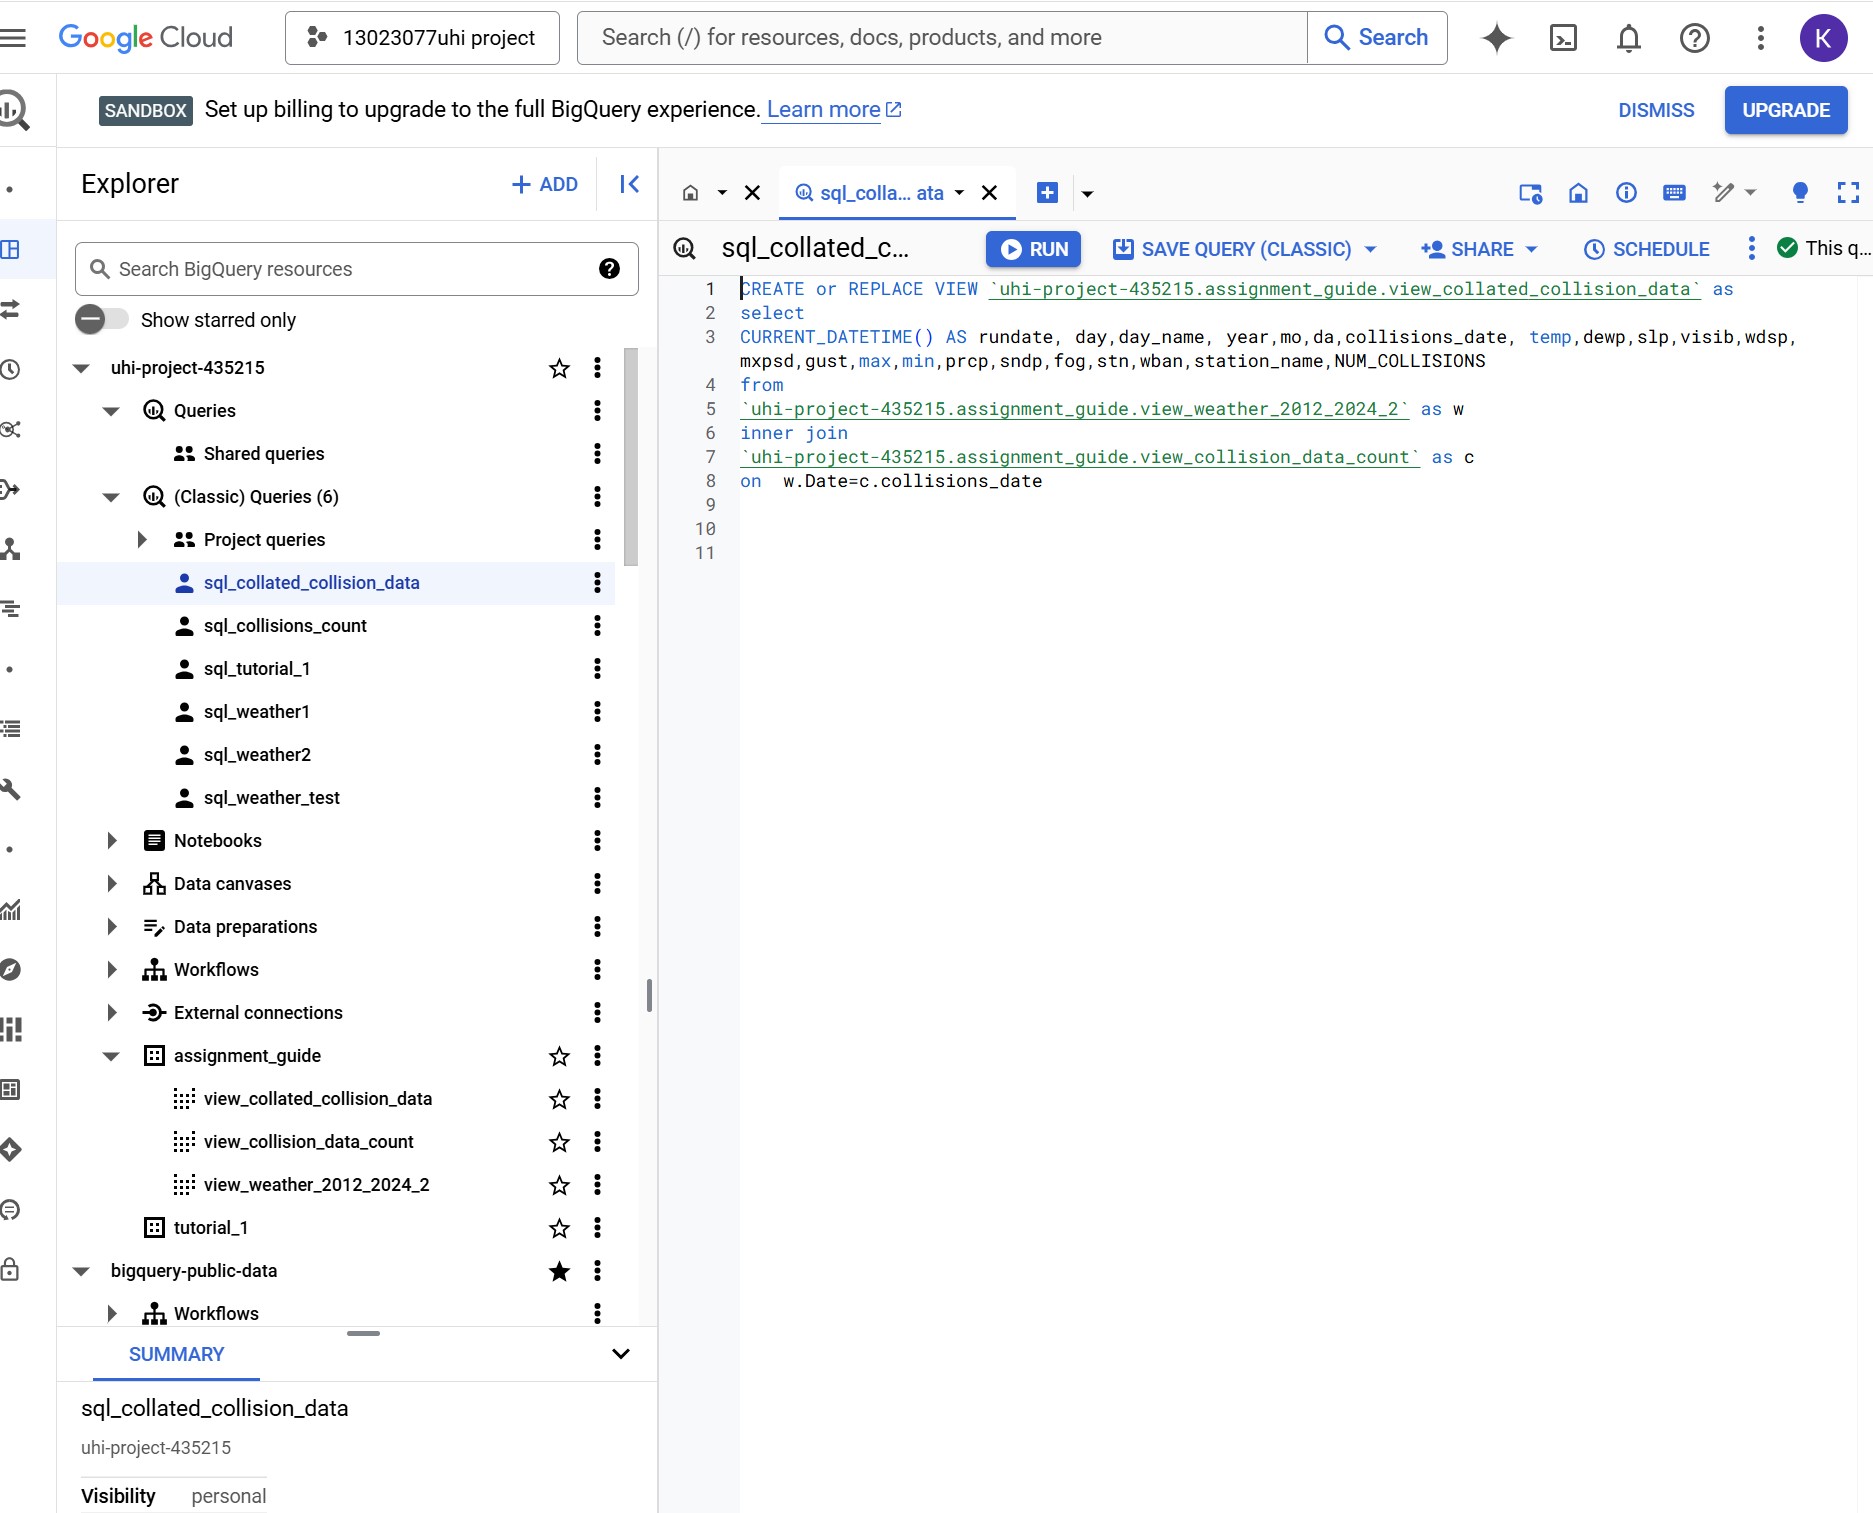 Google Cloud
13023077uhi project
Search (/) for resources, docs, products, and more
Search
K
SANDBOX
Set up billing to upgrade to the full BigQuery experience. Learn more
DISMISS
UPGRADE
Explorer
+ ADD
Search BigQuery resources
Show starred only
uhi-project-435215
Queries
Shared queries
(Classic) Queries (6)
Project queries
sql_collated_collision_data
sql_collisions_count
sql_tutorial_1
sql_weather1
sql_weather2
sql_weather_test
Notebooks
Data canvases
Data preparations
Workflows
External connections
assignment_guide
view_collated_collision_data
view_collision_data_count
view_weather_2012_2024_2
tutorial_1
bigquery-public-data
Workflows
SUMMARY
sql_collated_collision_data
uhi-project-435215
Visibility personal
sql_colla... ata
sql_collated_c...
RUN
SAVE QUERY (CLASSIC)
SHARE
SCHEDULE
This q...
1 CREATE or REPLACE VIEW `uhi-project-435215.assignment_guide.view_collated_collision_data` as
2 select
3 CURRENT_DATETIME() AS rundate, day,day_name, year,mo,da,collisions_date, temp,dewp,slp,visib,wdsp,
mxpsd,gust,max,min,prcp,sndp,fog,stn,wban,station_name,NUM_COLLISIONS
4 from
5 `uhi-project-435215.assignment_guide.view_weather_2012_2024_2` as w
6 inner join
7 `uhi-project-435215.assignment_guide.view_collision_data_count` as c
8 on w.Date=c.collisions_date
9
10
11